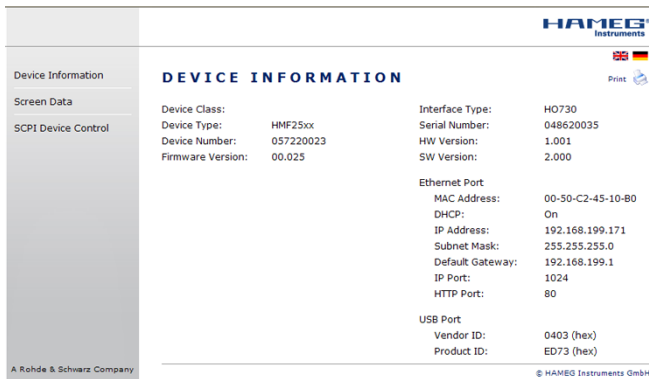 HAMEG
Instruments
Device Information
Screen Data
SCPI Device Control
DEVICE INFORMATION
Print
Device Class:
Device Type: HMF25xx
Device Number: 057220023
Firmware Version: 00.025
Interface Type: HO730
Serial Number: 048620035
HW Version: 1.001
SW Version: 2.000
Ethernet Port
MAC Address: 00-50-C2-45-10-B0
DHCP: On
IP Address: 192.168.199.171
Subnet Mask: 255.255.255.0
Default Gateway: 192.168.199.1
IP Port: 1024
HTTP Port: 80
USB Port
Vendor ID: 0403 (hex)
Product ID: ED73 (hex)
A Rohde & Schwarz Company
© HAMEG Instruments GmbH